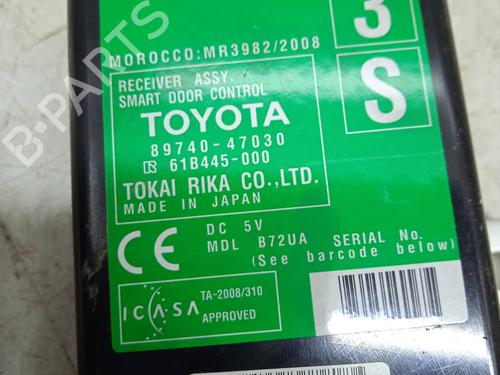 MOROCCO:MR3982/2008
3
RECEIVER ASSY.
SMART DOOR CONTROL
S
TOYOTA
89740-47030
61B445-000
TOKAI RIKA CO.,LTD.
MADE IN JAPAN
DC 5V
MDL B72UA SERIAL No.
(See barcode below)
CE
ICASA
TA-2008/310
APPROVED
B-PARTS